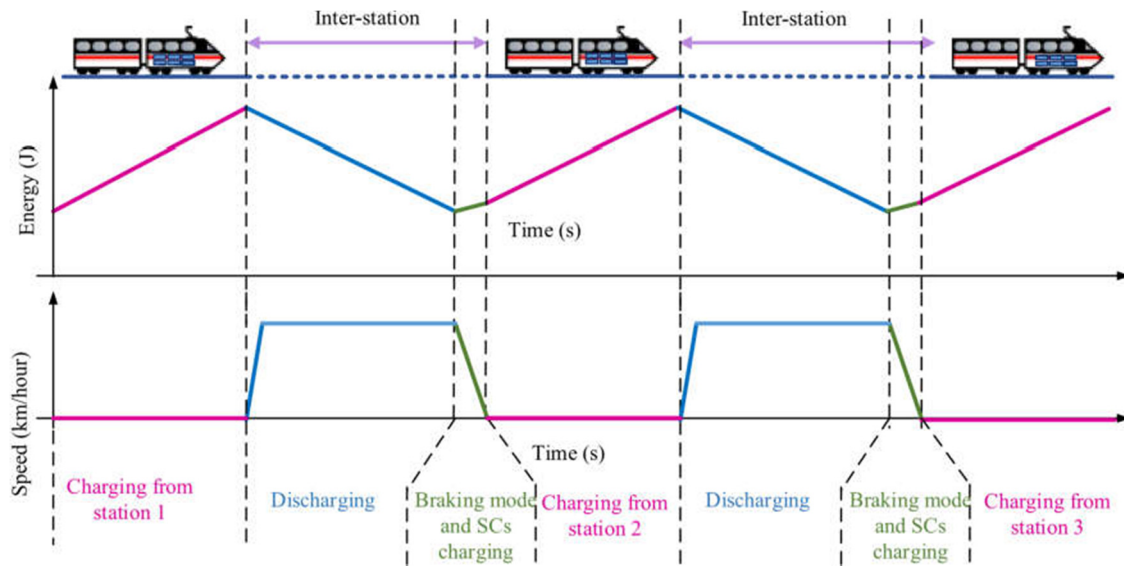 Inter-station
Inter-station
Energy (J)
Time (s)
Speed (km/hour)
Time (s)
Charging from
station 1
Discharging
Braking mode
and SCs
charging
Charging from
station 2
Discharging
Braking mode
and SCs
charging
Charging from
station 3